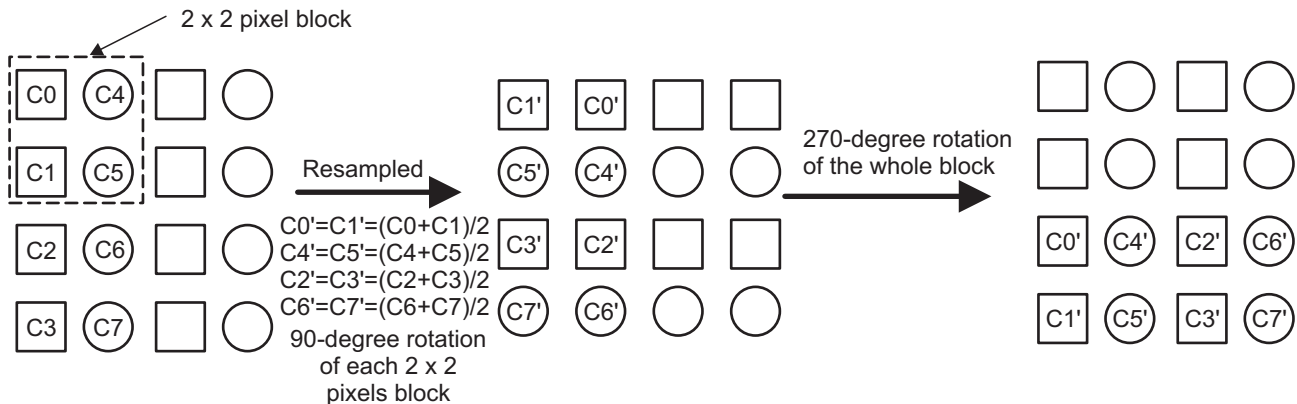 2 x 2 pixel block
C0 C4
C1 C5
C2 C6
C3 C7
Resampled
C0'=C1'=(C0+C1)/2
C4'=C5'=(C4+C5)/2
C2'=C3'=(C2+C3)/2
C6'=C7'=(C6+C7)/2
90-degree rotation
of each 2 x 2
pixels block
C1' C0'
C5' C4'
C3' C2'
C7' C6'
270-degree rotation
of the whole block
C0' C4' C2' C6'
C1' C5' C3' C7'